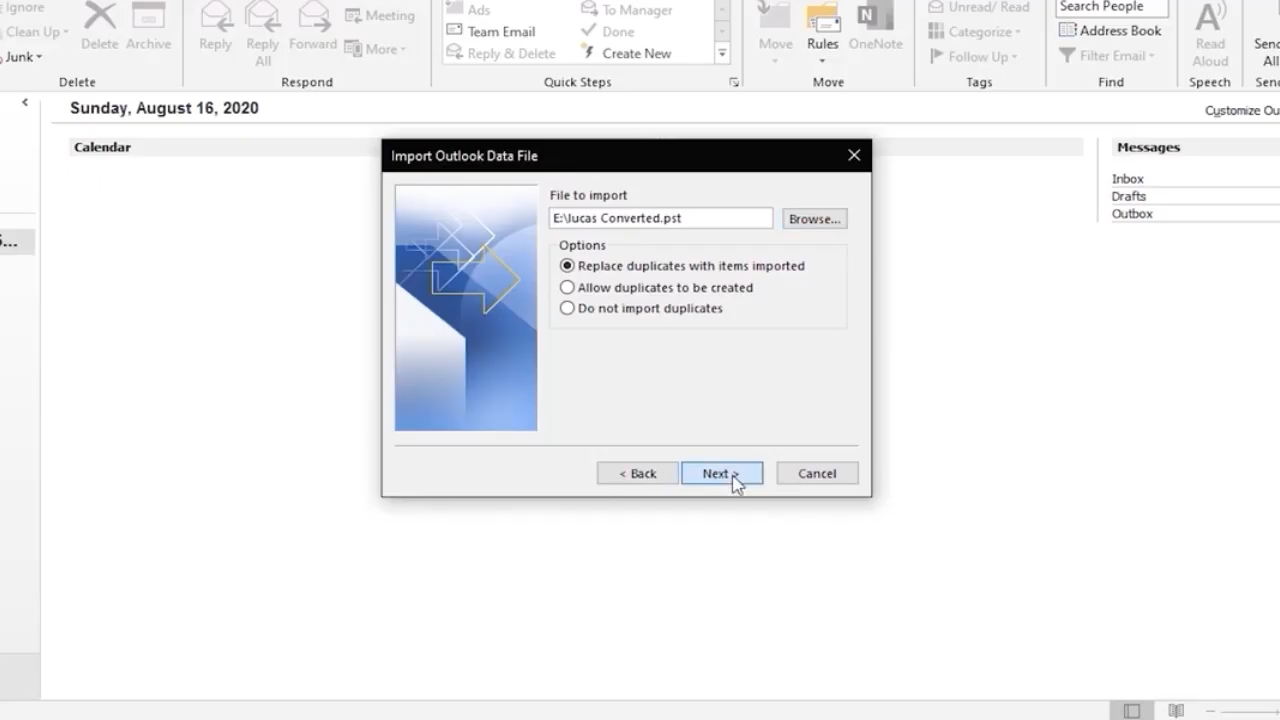 Ignore
Clean Up
Junk
Delete
Archive
Reply
Reply All
Forward
Meeting
More
Ads
Team Email
Reply & Delete
To Manager
Done
Create New
Move
Rules
OneNote
Unread/ Read
Categorize
Follow Up
Search People
Address Book
Filter Email
Read Aloud
Delete
Respond
Quick Steps
Move
Tags
Find
Speech
Sunday, August 16, 2020
Customize Ou
Calendar
Messages
Inbox
Drafts
Outbox
Import Outlook Data File
File to import
E:\lucas Converted.pst
Browse...
Options
Replace duplicates with items imported
Allow duplicates to be created
Do not import duplicates
< Back
Next >
Cancel